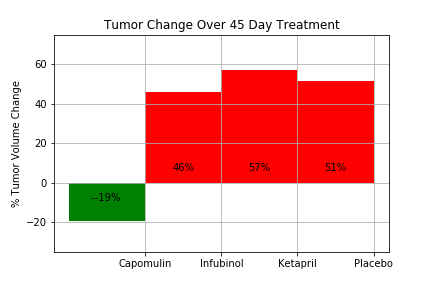 Tumor Change Over 45 Day Treatment
% Tumor Volume Change
60
40
20
0
−20
--19%
46%
57%
51%
Capomulin
Infubinol
Ketapril
Placebo